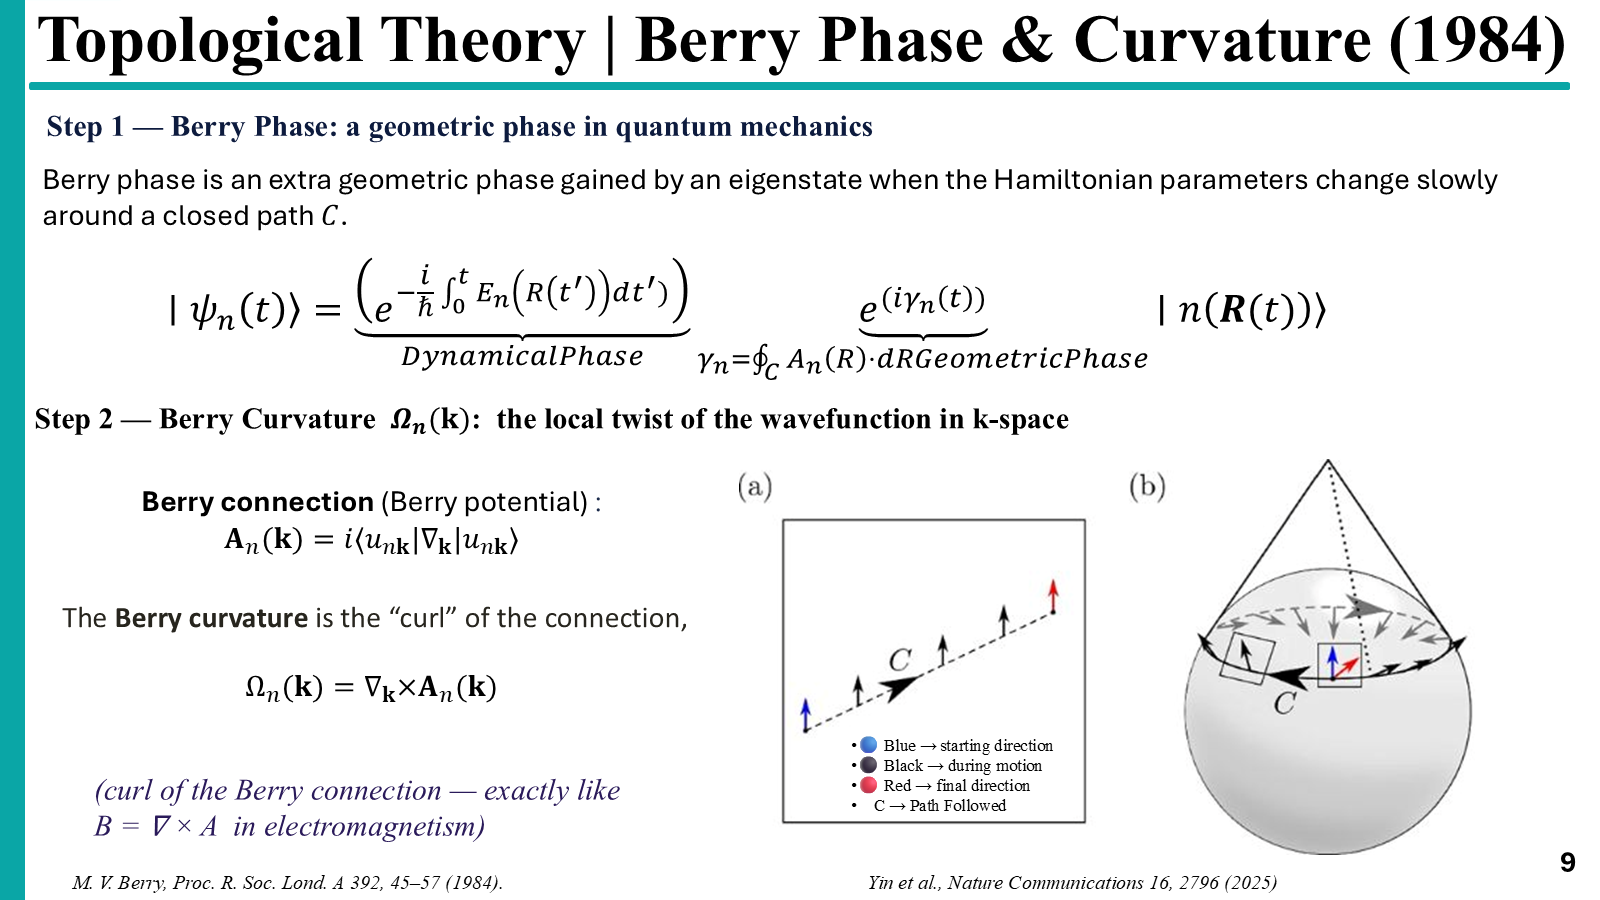 Topological Theory | Berry Phase & Curvature (1984)
Step 1 — Berry Phase: a geometric phase in quantum mechanics
Berry phase is an extra geometric phase gained by an eigenstate when the Hamiltonian parameters change slowly
around a closed path C.
| ψₙ(t)⟩ = (e^(−i/ħ ∫₀ᵗ Eₙ(R(t′))dt′)) e^(iγₙ(t)) | n(R(t))⟩
DynamicalPhase
γₙ=∮_C Aₙ(R)·dRGeometricPhase
Step 2 — Berry Curvature Ωₙ(k): the local twist of the wavefunction in k-space
Berry connection (Berry potential) :
Aₙ(k) = i⟨uₙₖ|∇ₖ|uₙₖ⟩
The Berry curvature is the “curl” of the connection,
Ωₙ(k) = ∇ₖ×Aₙ(k)
(curl of the Berry connection — exactly like
B = ∇ × A in electromagnetism)
(a)
C
• Blue → starting direction
• Black → during motion
• Red → final direction
• C → Path Followed
(b)
C
M. V. Berry, Proc. R. Soc. Lond. A 392, 45–57 (1984).
Yin et al., Nature Communications 16, 2796 (2025)
9